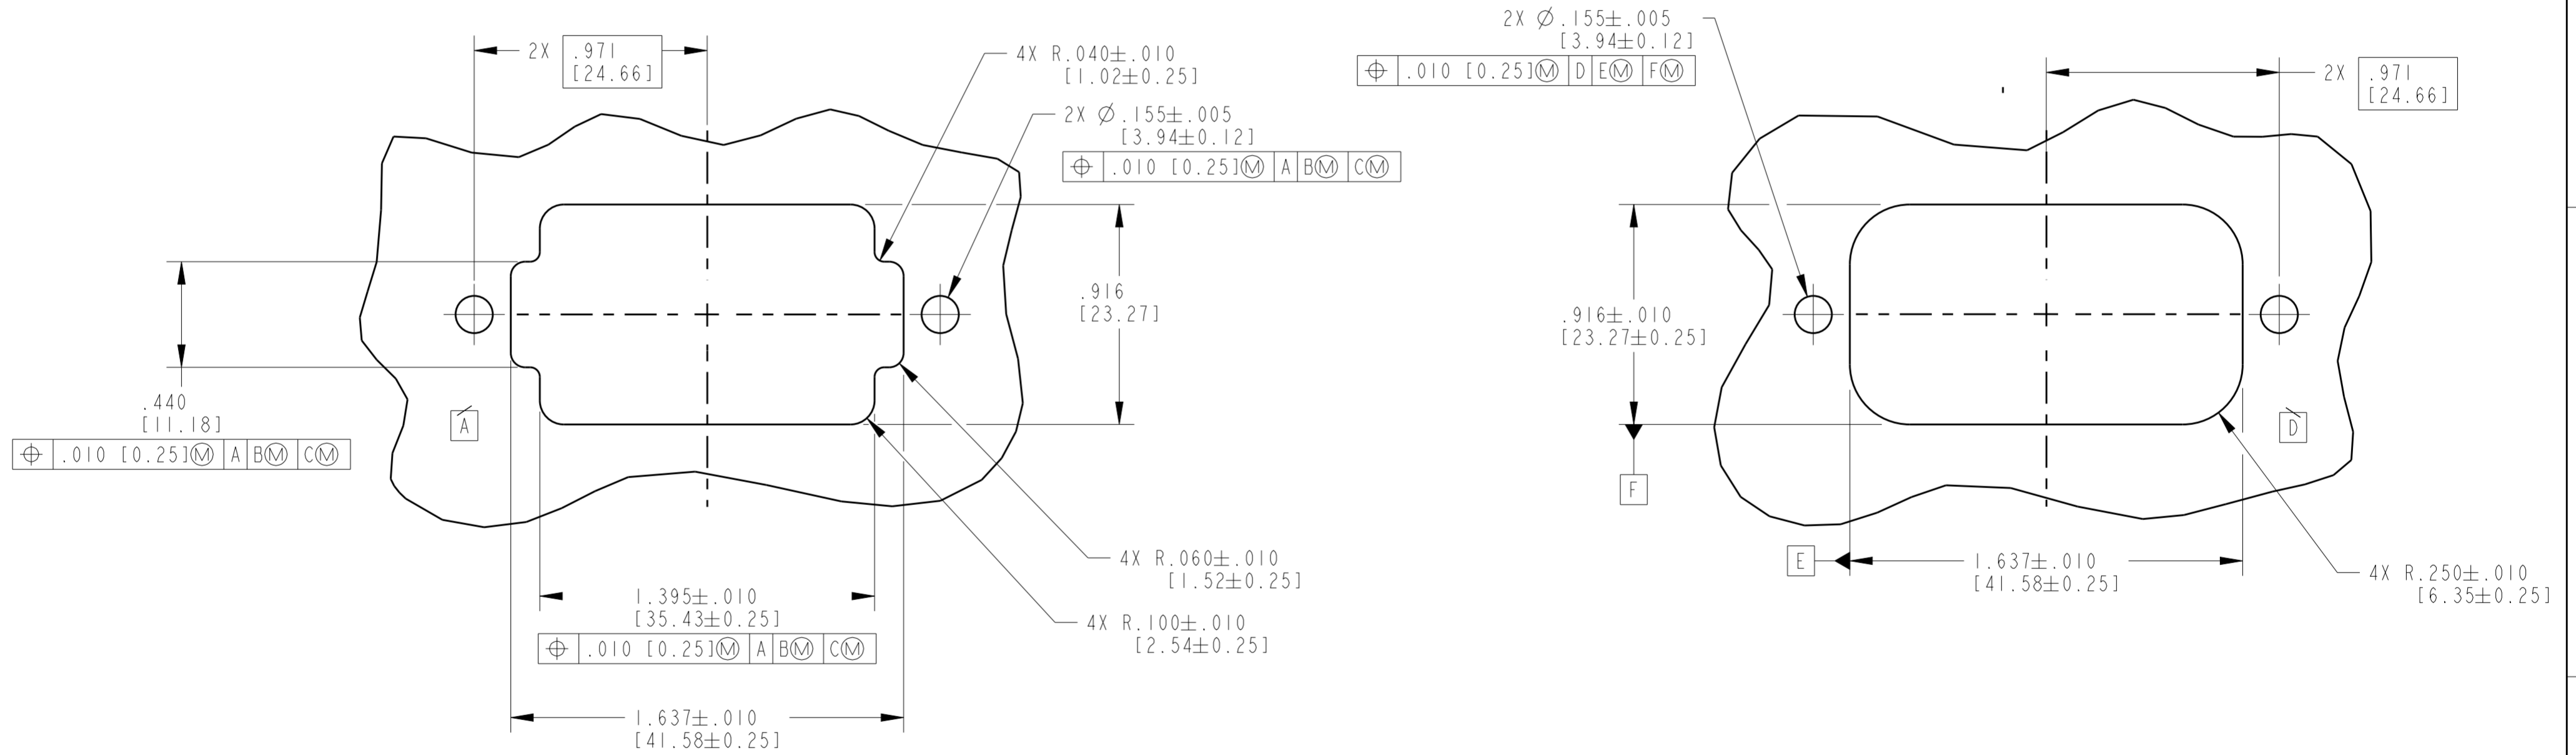 2X .971
[24.66]
4X R.040±.010
[1.02±0.25]
2X Ø.155±.005
[3.94±0.12]
⌖ .010 [0.25]Ⓜ A BⓂ CⓂ
.916
[23.27]
.440
[11.18]
⌖ .010 [0.25]Ⓜ A BⓂ CⓂ
A
4X R.060±.010
[1.52±0.25]
1.395±.010
[35.43±0.25]
⌖ .010 [0.25]Ⓜ A BⓂ CⓂ
4X R.100±.010
[2.54±0.25]
1.637±.010
[41.58±0.25]
2X Ø.155±.005
[3.94±0.12]
⌖ .010 [0.25]Ⓜ D EⓂ FⓂ
2X .971
[24.66]
.916±.010
[23.27±0.25]
D
F
E
1.637±.010
[41.58±0.25]
4X R.250±.010
[6.35±0.25]